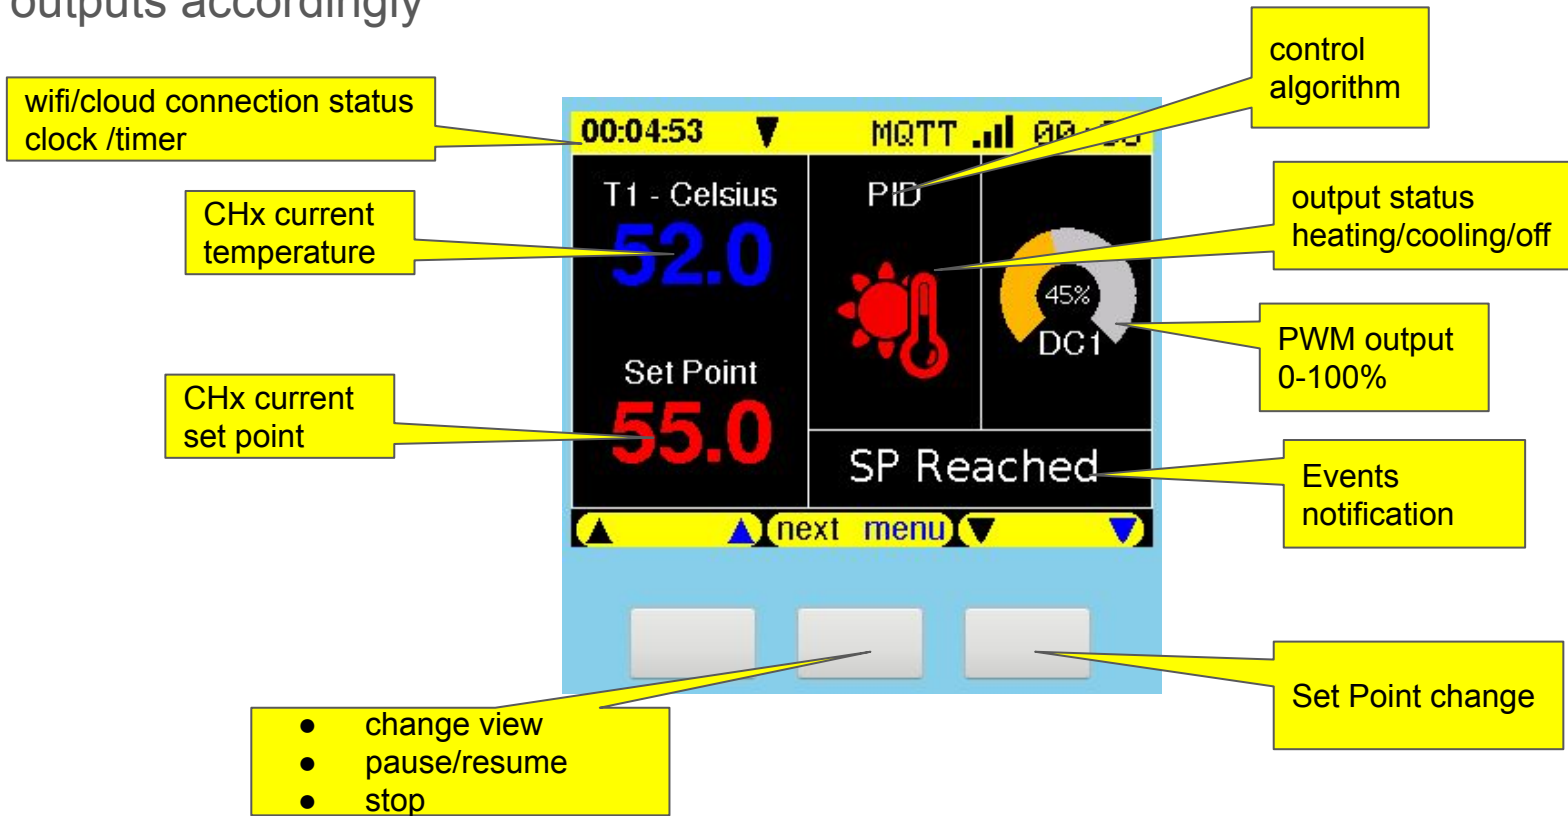 outputs accordingly
control
algorithm
wifi/cloud connection status
clock /timer
00:04:53 MQTT
T1 - Celsius
PID
52.0
CHx current
temperature
output status
heating/cooling/off
45%
DC1
PWM output
0-100%
Set Point
55.0
CHx current
set point
SP Reached
Events
notification
next menu
Set Point change
● change view
● pause/resume
● stop